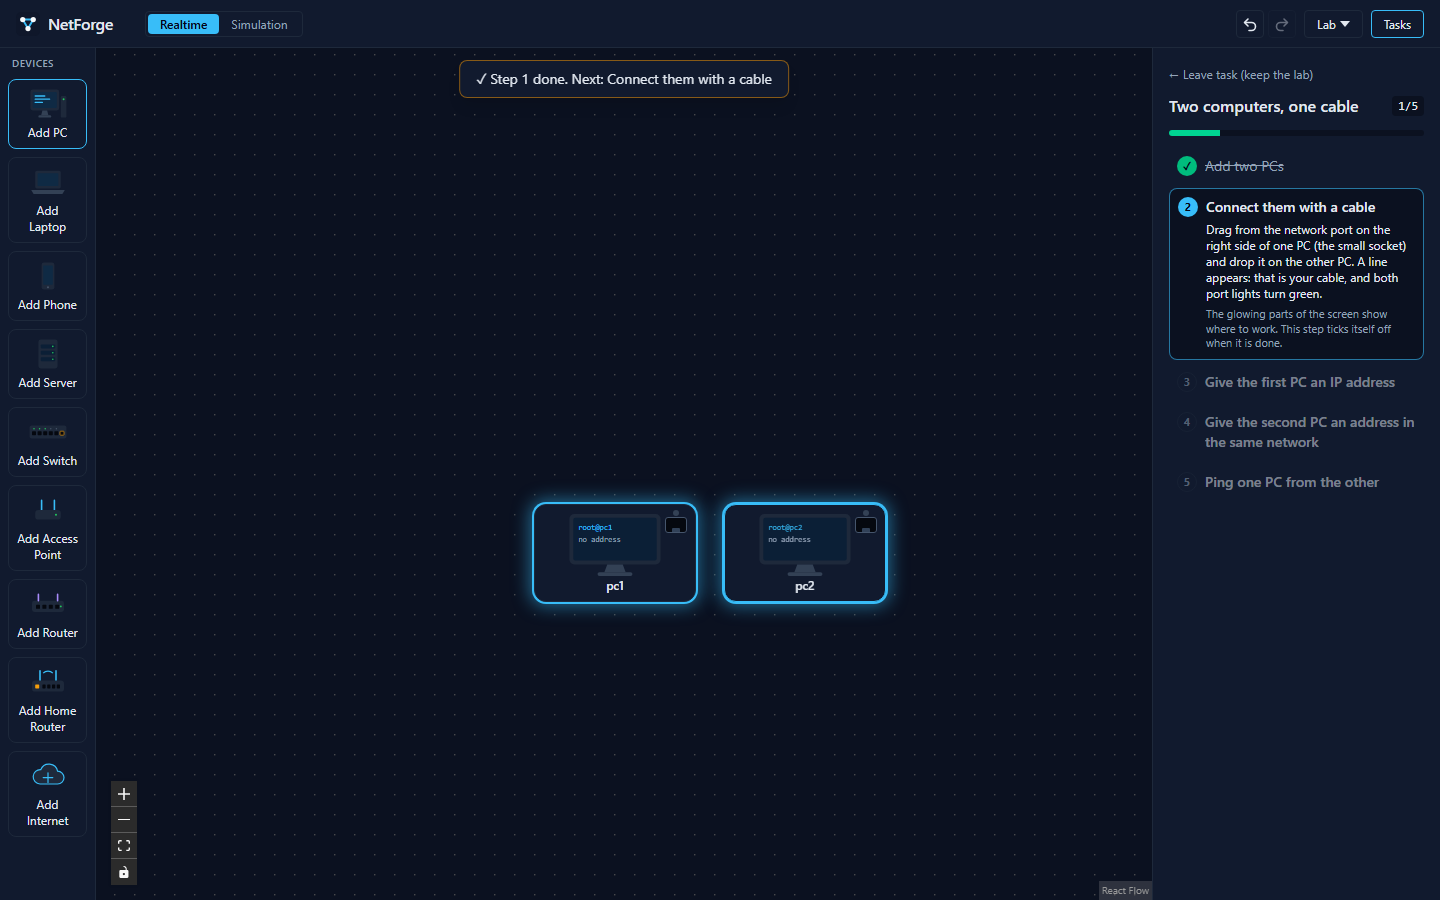 NetForge
Realtime
Simulation
Lab
Tasks
DEVICES
Add PC
Add
Laptop
Add Phone
Add Server
Add Switch
Add Access
Point
Add Router
Add Home
Router
Add
Internet
✓ Step 1 done. Next: Connect them with a cable
root@pc1
no address
pc1
root@pc2
no address
pc2
React Flow
← Leave task (keep the lab)
Two computers, one cable
1/5
✓ Add two PCs
2 Connect them with a cable
Drag from the network port on the
right side of one PC (the small socket)
and drop it on the other PC. A line
appears: that is your cable, and both
port lights turn green.
The glowing parts of the screen show
where to work. This step ticks itself off
when it is done.
3 Give the first PC an IP address
4 Give the second PC an address in
the same network
5 Ping one PC from the other